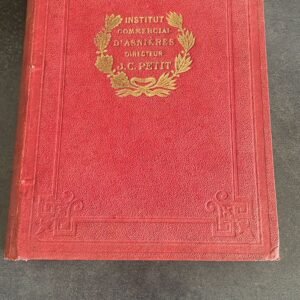 INSTITUT
COMMERCIAL
D'ASNIÈRES
DIRECTEUR
J.C. PETIT